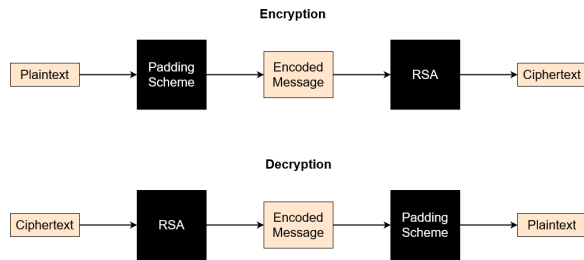 Encryption
Plaintext
Padding
Scheme
Encoded
Message
RSA
Ciphertext
Decryption
Ciphertext
RSA
Encoded
Message
Padding
Scheme
Plaintext